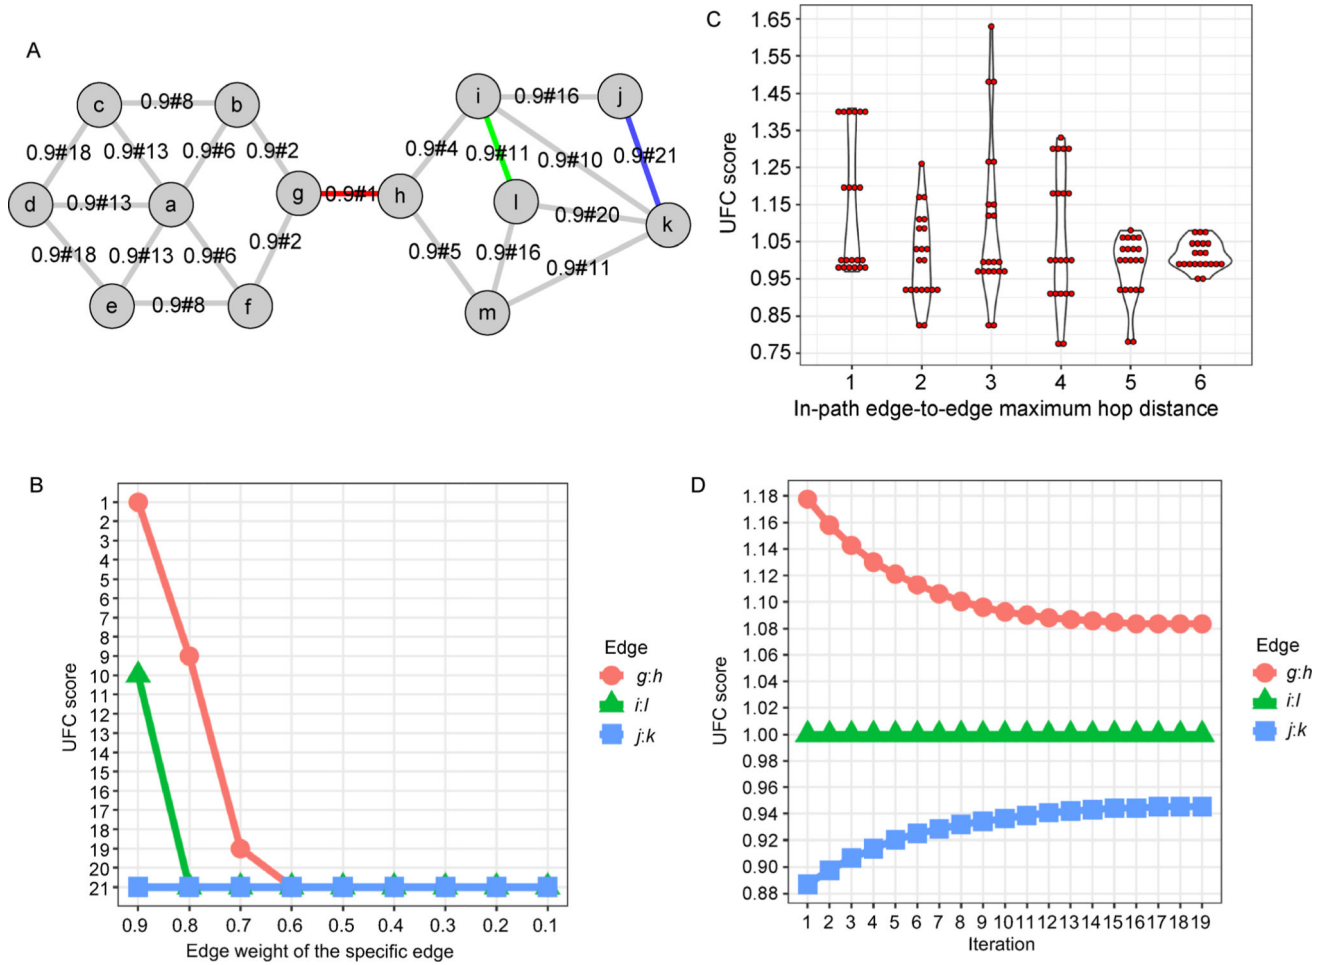 A
c
0.9#8
b
0.9#18
0.9#13
0.9#6
0.9#2
d
0.9#13
a
g
0.9#1
h
0.9#18
0.9#13
0.9#6
0.9#2
e
0.9#8
f
i
0.9#16
j
0.9#4
0.9#11
0.9#10
0.9#21
l
0.9#20
k
0.9#5
0.9#16
0.9#11
m
C
UFC score
1.65
1.55
1.45
1.35
1.25
1.15
1.05
0.95
0.85
0.75
1 2 3 4 5 6
In-path edge-to-edge maximum hop distance
B
UFC score
1
2
3
4
5
6
7
8
9
10
11
12
13
14
15
16
17
18
19
20
21
0.9 0.8 0.7 0.6 0.5 0.4 0.3 0.2 0.1
Edge weight of the specific edge
Edge
g:h
i:l
j:k
D
UFC score
1.18
1.16
1.14
1.12
1.10
1.08
1.06
1.04
1.02
1.00
0.98
0.96
0.94
0.92
0.90
0.88
1 2 3 4 5 6 7 8 9 10 11 12 13 14 15 16 17 18 19
Iteration
Edge
g:h
i:l
j:k